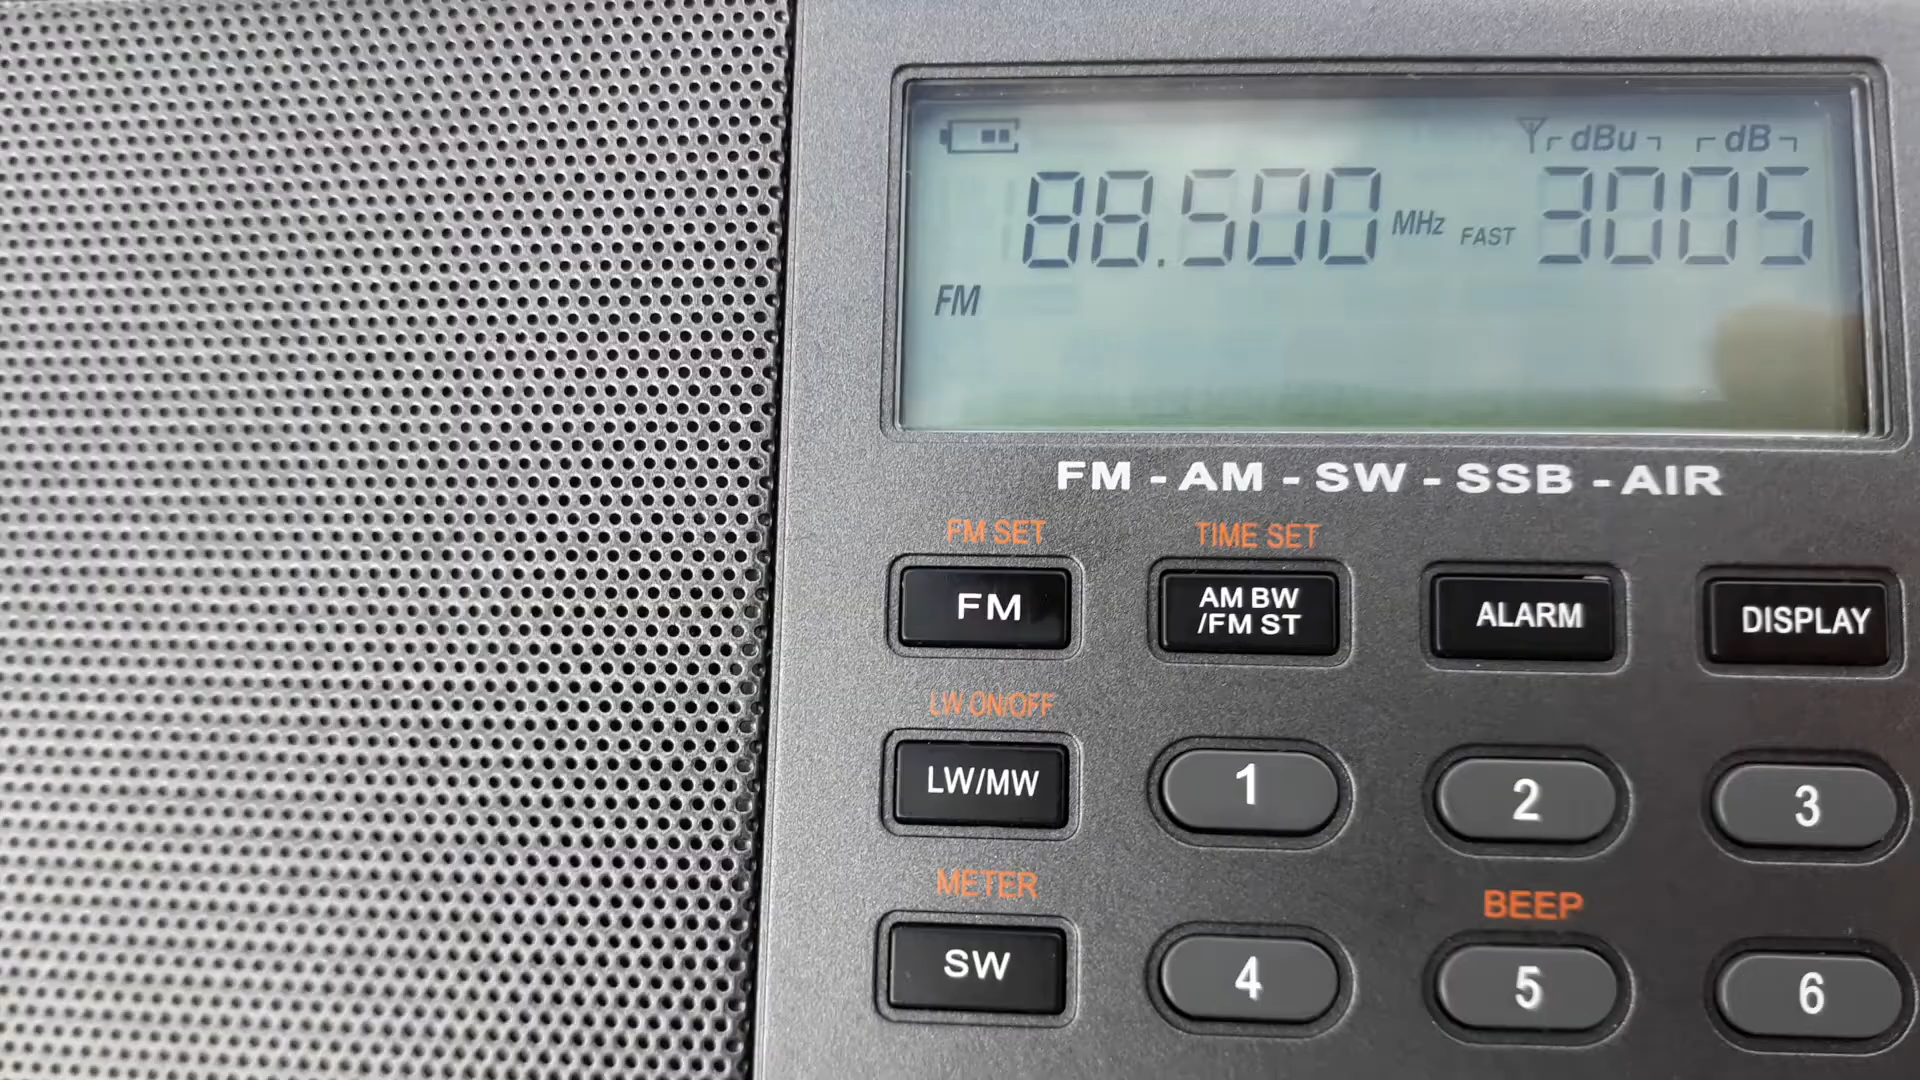 dBu dB
88.500 MHz FAST 3005
FM
FM - AM - SW - SSB - AIR
FM SET TIME SET
FM AM BW /FM ST ALARM DISPLAY
LW ON/OFF
LW/MW 1 2 3
METER BEEP
SW 4 5 6